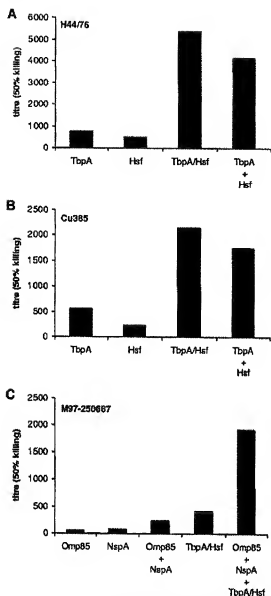 A
H44/76
titre (50% killing)
6000
5000
4000
3000
2000
1000
0
TbpA
Hsf
TbpA/Hsf
TbpA
+
Hsf
B
Cu385
titre (50% killing)
2500
2000
1500
1000
500
0
TbpA
Hsf
TbpA/Hsf
TbpA
+
Hsf
C
M97-250687
titre (50% killing)
2500
2000
1500
1000
500
0
Omp85
NspA
Omp85
+
NspA
TbpA/Hsf
Omp85
+
NspA
+
TbpA/Hsf